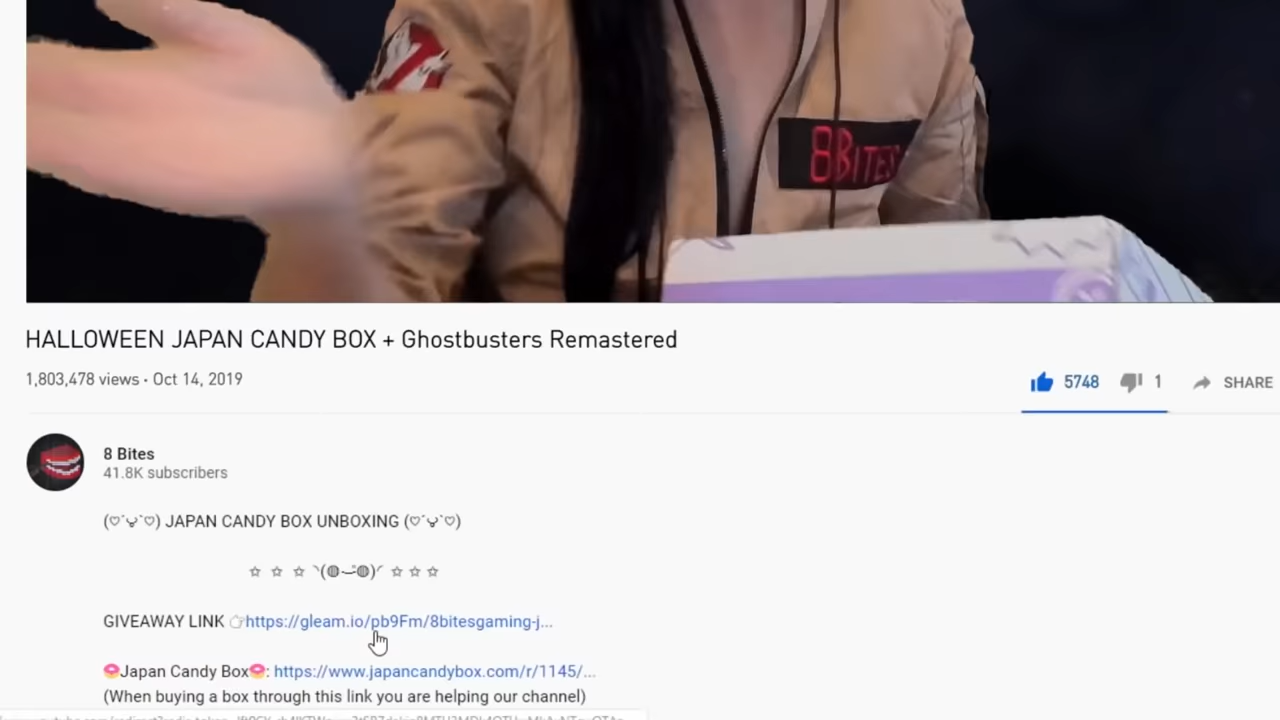 8BITES
HALLOWEEN JAPAN CANDY BOX + Ghostbusters Remastered
1,803,478 views · Oct 14, 2019
5748 1 SHARE
8 Bites
41.8K subscribers
(♡˘ᴗ˘♡) JAPAN CANDY BOX UNBOXING (♡˘ᴗ˘♡)
GIVEAWAY LINK 👉https://gleam.io/pb9Fm/8bitesgaming-j...
🍩Japan Candy Box🍩: https://www.japancandybox.com/r/1145/...
(When buying a box through this link you are helping our channel)